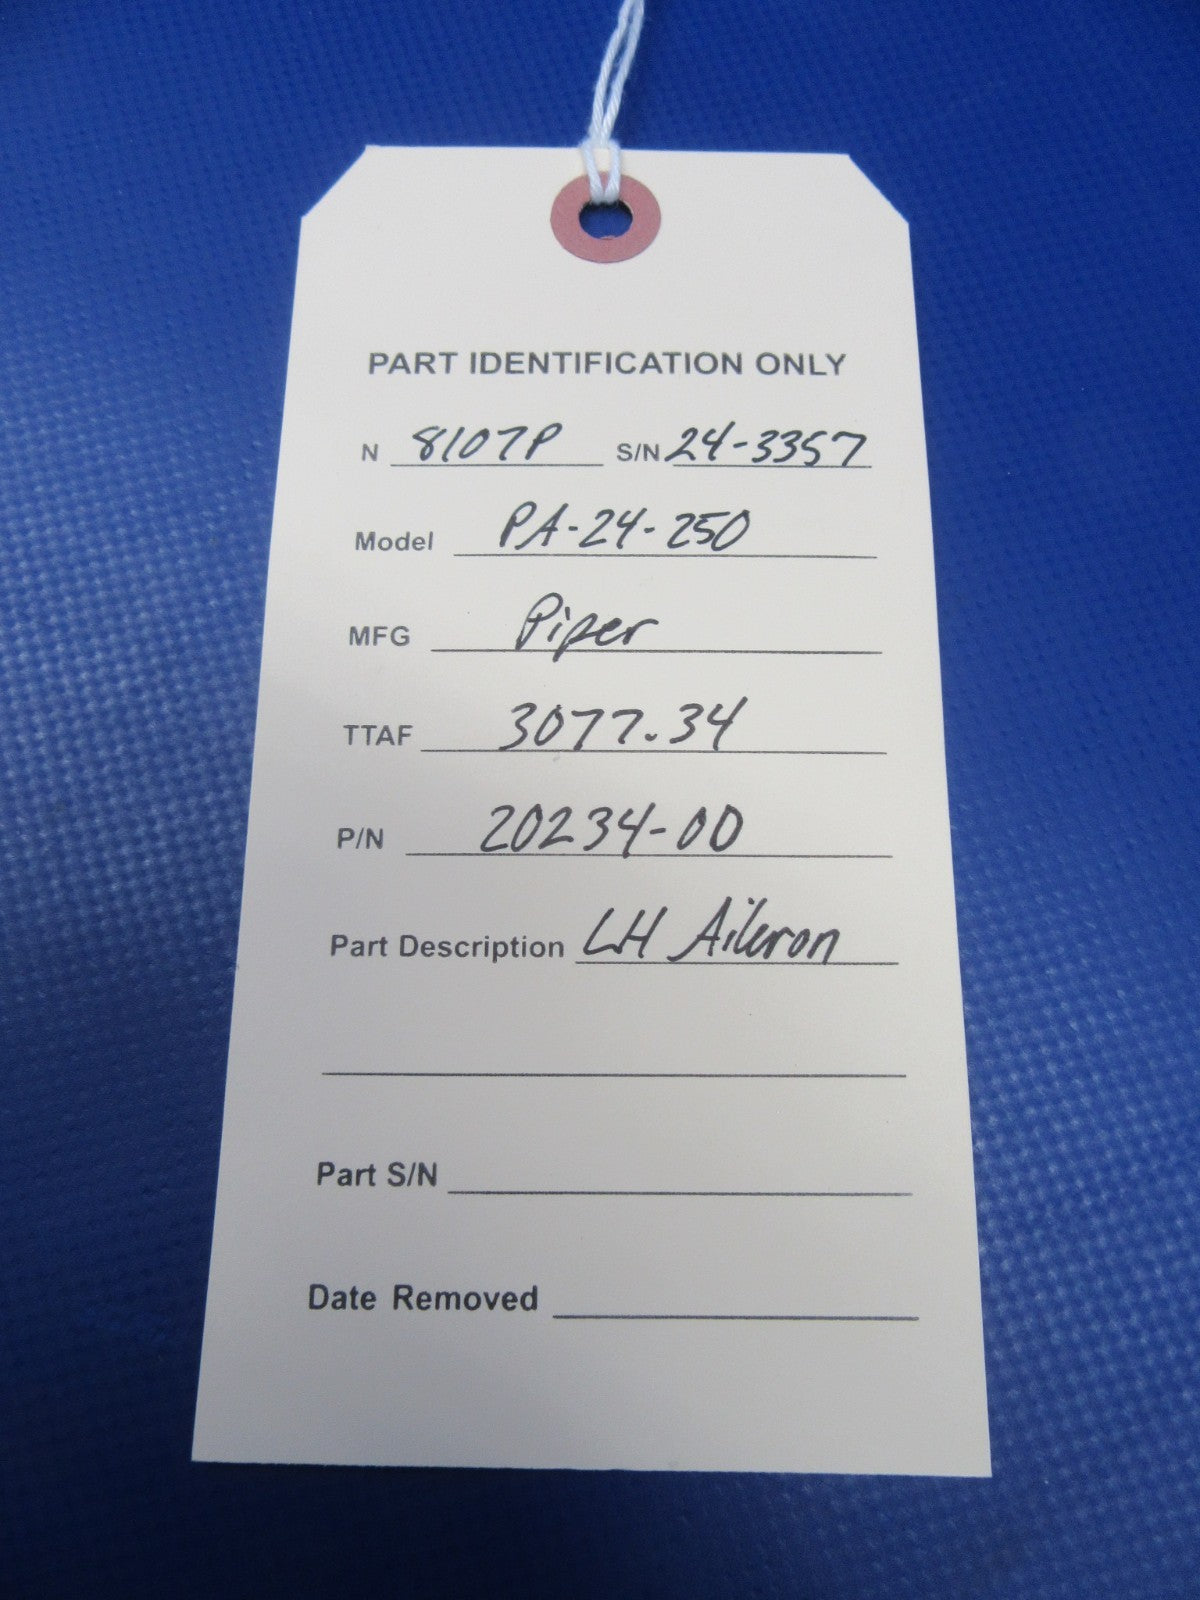 PART IDENTIFICATION ONLY
N 8107P S/N 24-3357
Model PA-24-250
MFG Piper
TTAF 3077.34
P/N 20234-00
Part Description LH Aileron
Part S/N
Date Removed